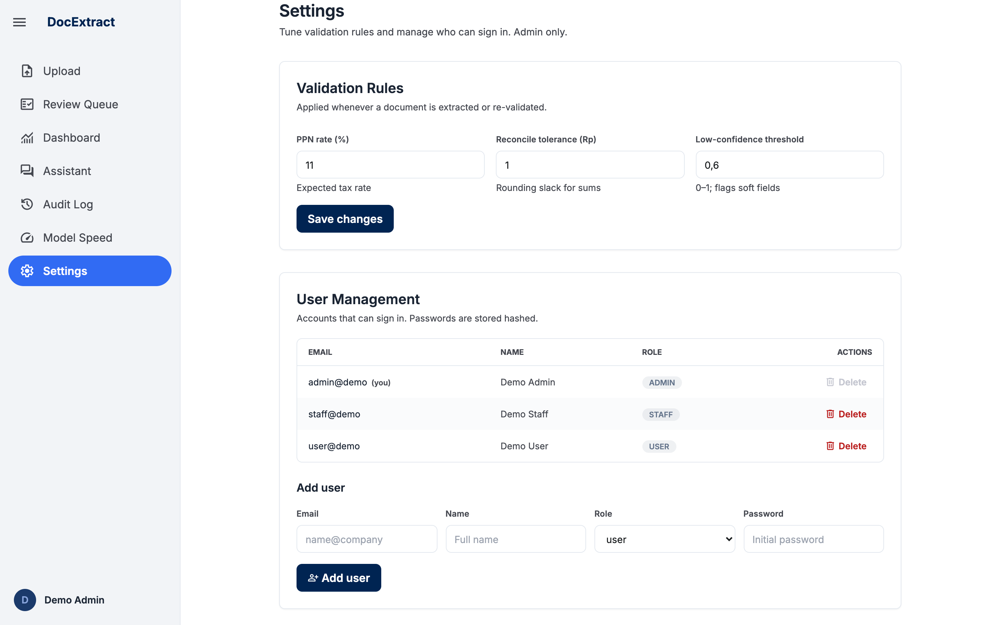 DocExtract
Upload
Review Queue
Dashboard
Assistant
Audit Log
Model Speed
Settings
D Demo Admin
Settings
Tune validation rules and manage who can sign in. Admin only.
Validation Rules
Applied whenever a document is extracted or re-validated.
PPN rate (%) Reconcile tolerance (Rp) Low-confidence threshold
11 1 0,6
Expected tax rate Rounding slack for sums 0–1; flags soft fields
Save changes
User Management
Accounts that can sign in. Passwords are stored hashed.
EMAIL NAME ROLE ACTIONS
admin@demo (you) Demo Admin ADMIN Delete
staff@demo Demo Staff STAFF Delete
user@demo Demo User USER Delete
Add user
Email Name Role Password
name@company Full name user Initial password
Add user